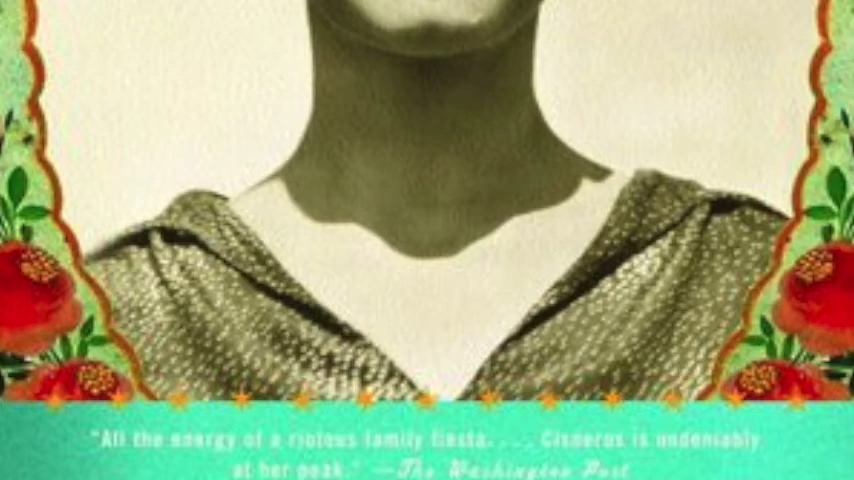 "All the energy of a riotous family fiesta. . . . Cisneros is undeniably
at her peak." —The Washington Post